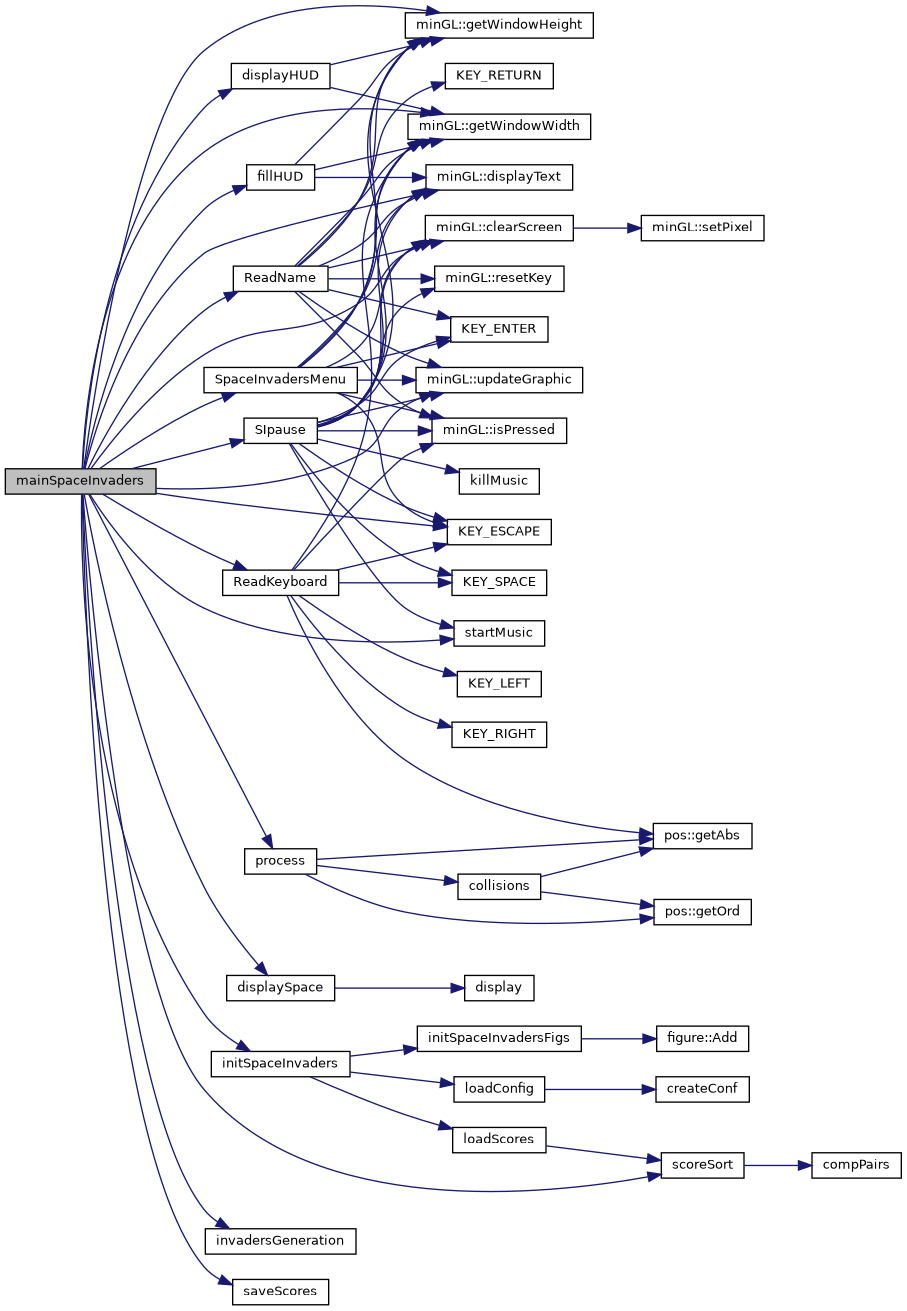 minGL::getWindowHeight
displayHUD
KEY_RETURN
minGL::getWindowWidth
fillHUD
minGL::displayText
minGL::clearScreen
minGL::setPixel
ReadName
minGL::resetKey
KEY_ENTER
SpaceInvadersMenu
minGL::updateGraphic
SIpause
minGL::isPressed
mainSpaceInvaders
killMusic
KEY_ESCAPE
ReadKeyboard
KEY_SPACE
startMusic
KEY_LEFT
KEY_RIGHT
pos::getAbs
process
collisions
pos::getOrd
displaySpace
display
initSpaceInvadersFigs
figure::Add
initSpaceInvaders
loadConfig
createConf
loadScores
scoreSort
compPairs
invadersGeneration
saveScores